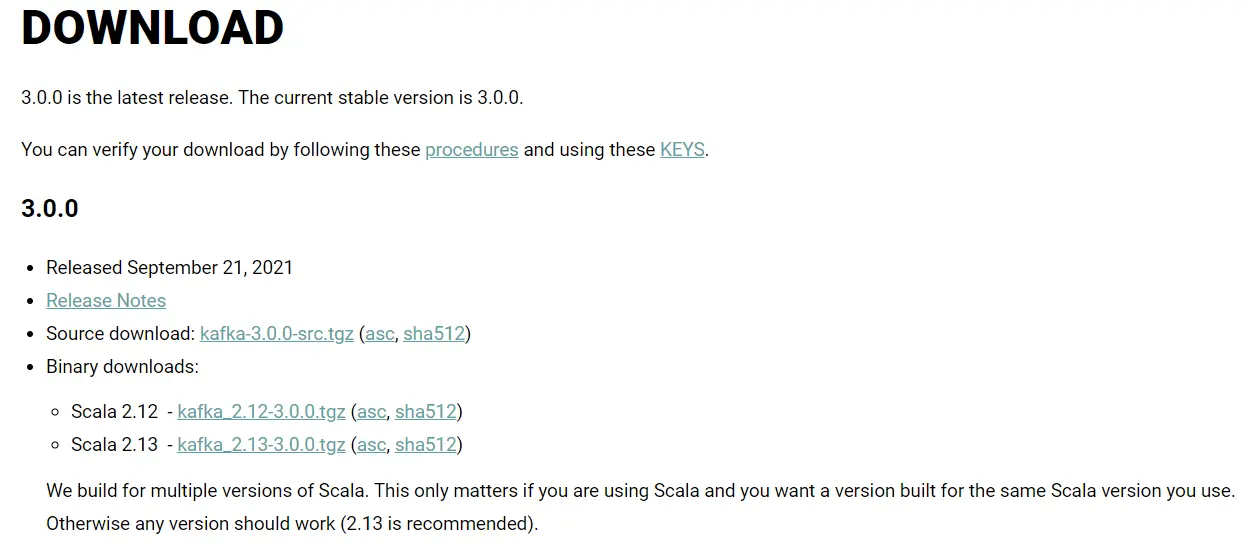 DOWNLOAD
3.0.0 is the latest release. The current stable version is 3.0.0.
You can verify your download by following these procedures and using these KEYS.
3.0.0
Released September 21, 2021
Release Notes
Source download: kafka-3.0.0-src.tgz (asc, sha512)
Binary downloads:
Scala 2.12 - kafka_2.12-3.0.0.tgz (asc, sha512)
Scala 2.13 - kafka_2.13-3.0.0.tgz (asc, sha512)
We build for multiple versions of Scala. This only matters if you are using Scala and you want a version built for the same Scala version you use.
Otherwise any version should work (2.13 is recommended).